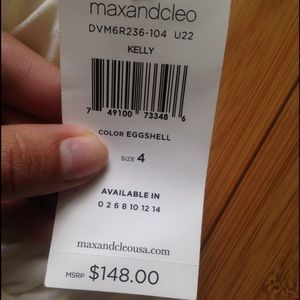 maxandcleo
DVM6R236-104 U22
KELLY
7 49100 73348 6
COLOR EGGSHELL
SIZE 4
AVAILABLE IN
0 2 6 8 10 12 14
maxandcleousa.com
MSRP $148.00